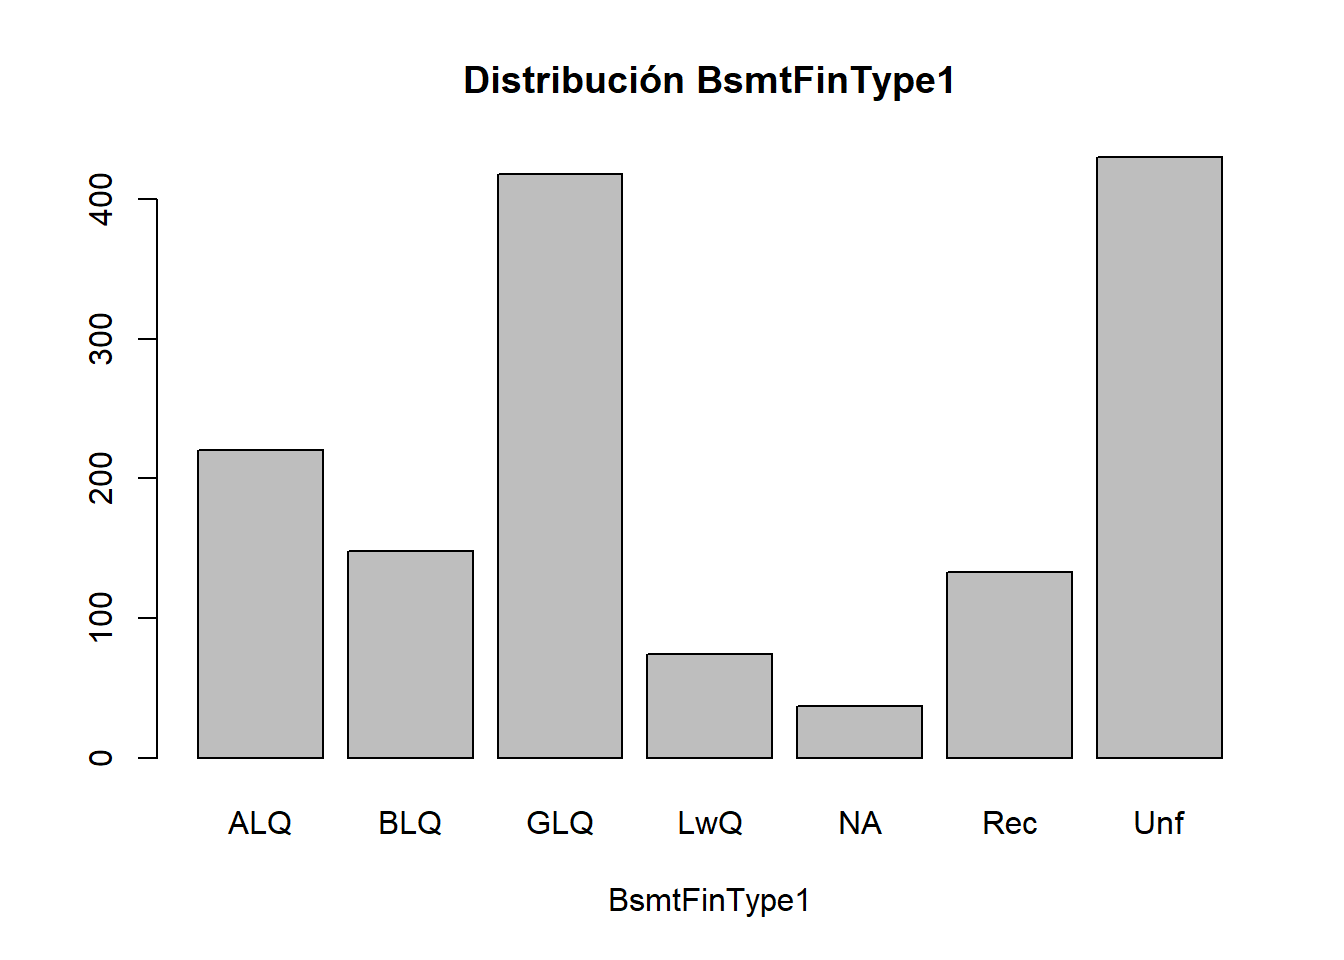 Distribución BsmtFinType1
400
300
200
100
0
ALQ BLQ GLQ LwQ NA Rec Unf
BsmtFinType1